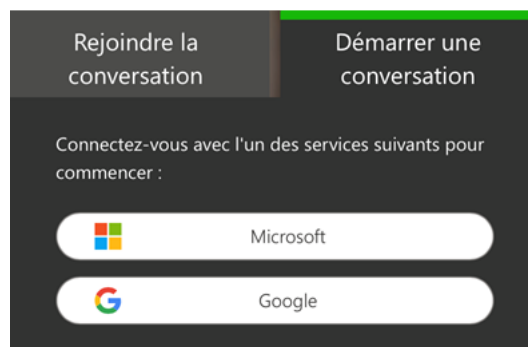 Rejoindre la
conversation
Démarrer une
conversation
Connectez-vous avec l'un des services suivants pour
commencer :
Microsoft
Google